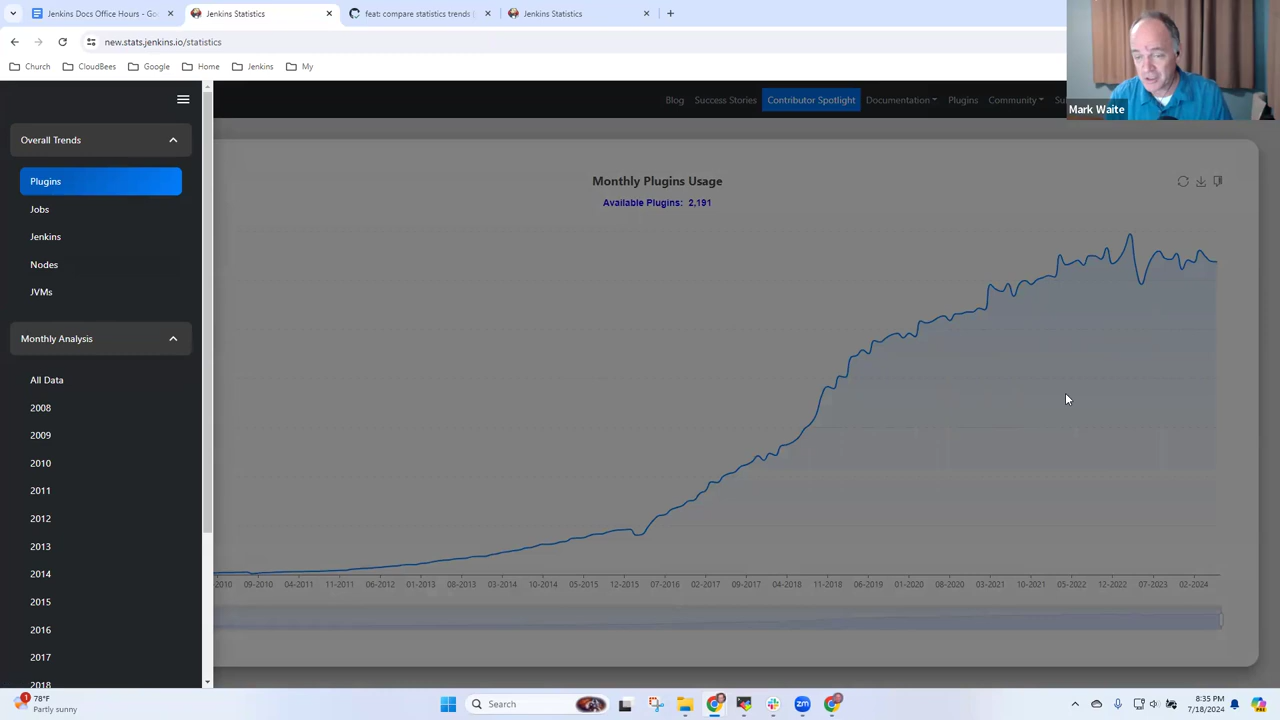 Jenkins Docs Office Hours - Go
Jenkins Statistics
feat: compare statistics trends
Jenkins Statistics
new.stats.jenkins.io/statistics
Church
CloudBees
Google
Home
Jenkins
My
Mark Waite
Blog
Success Stories
Contributor Spotlight
Documentation
Plugins
Community
Overall Trends
Plugins
Jobs
Jenkins
Nodes
JVMs
Monthly Analysis
All Data
2008
2009
2010
2011
2012
2013
2014
2015
2016
2017
2018
Monthly Plugins Usage
Available Plugins: 2,191
-2010 09-2010 04-2011 11-2011 06-2012 01-2013 08-2013 03-2014 10-2014 05-2015 12-2015 07-2016 02-2017 09-2017 04-2018 11-2018 06-2019 01-2020 08-2020 03-2021 10-2021 05-2022 12-2022 07-2023 02-2024
1
78°F
Partly sunny
Search
zm
8:35 PM
7/18/2024